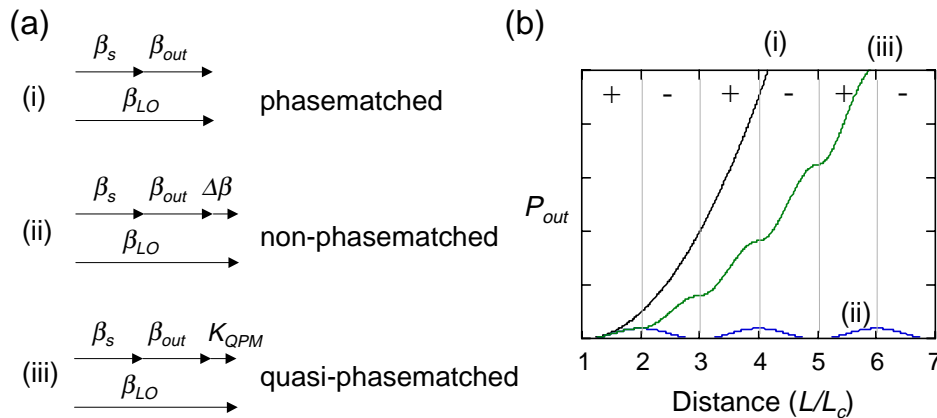 (a)
βs βout
(i)
βLO
phasematched
βs βout Δβ
(ii)
βLO
non-phasematched
βs βout KQPM
(iii)
βLO
quasi-phasematched
(b)
(i) (iii)
+ - + - + -
Pout
(ii)
1 2 3 4 5 6 7
Distance (L/Lc)